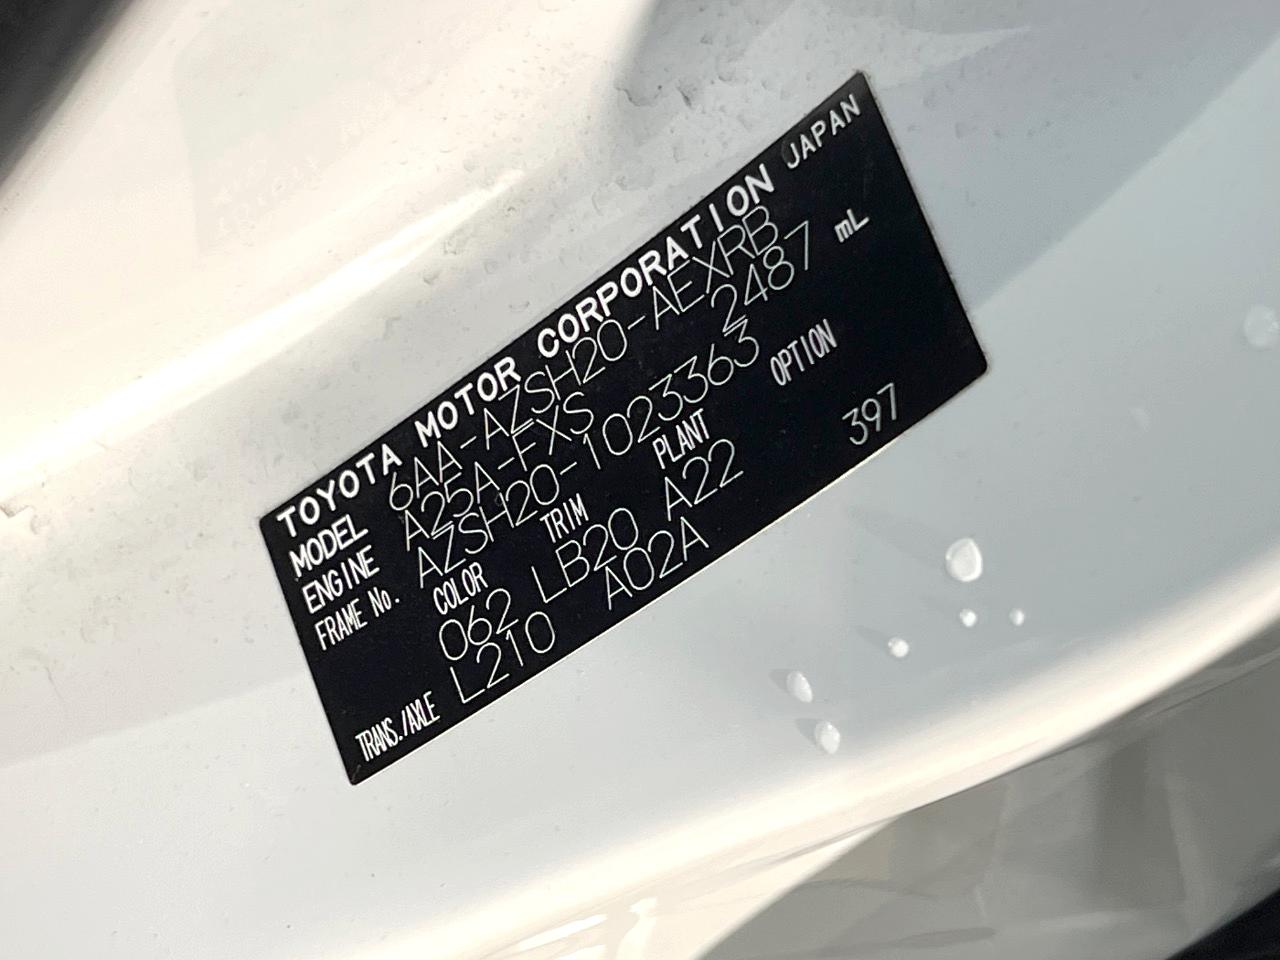 TOYOTA MOTOR CORPORATION JAPAN
MODEL 6AA-AZSH20-AEXRB
ENGINE A25A-FXS 2487 mL
FRAME No. AZSH20-1023363
COLOR TRIM PLANT OPTION
062 LB20 A22 397
TRANS./AXLE L210 A02A